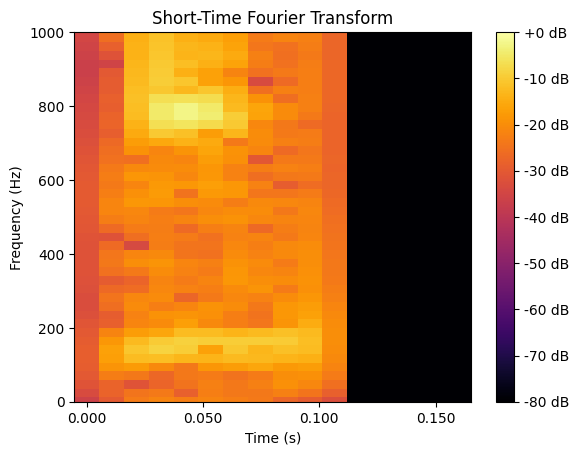 Short-Time Fourier Transform
1000
800
600
400
200
0
Frequency (Hz)
0.000
0.050
0.100
0.150
Time (s)
+0 dB
-10 dB
-20 dB
-30 dB
-40 dB
-50 dB
-60 dB
-70 dB
-80 dB